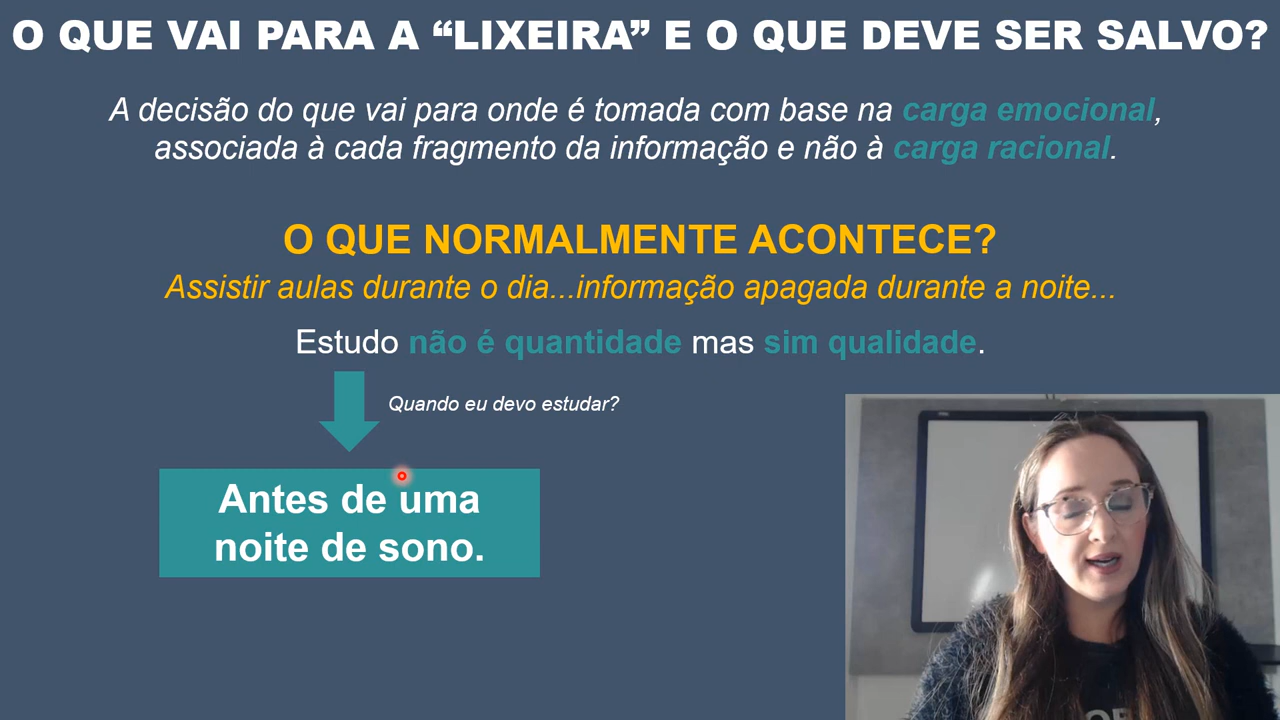 O QUE VAI PARA A “LIXEIRA” E O QUE DEVE SER SALVO?
A decisão do que vai para onde é tomada com base na carga emocional,
associada à cada fragmento da informação e não à carga racional.
O QUE NORMALMENTE ACONTECE?
Assistir aulas durante o dia...informação apagada durante a noite...
Estudo não é quantidade mas sim qualidade.
Quando eu devo estudar?
Antes de uma
noite de sono.